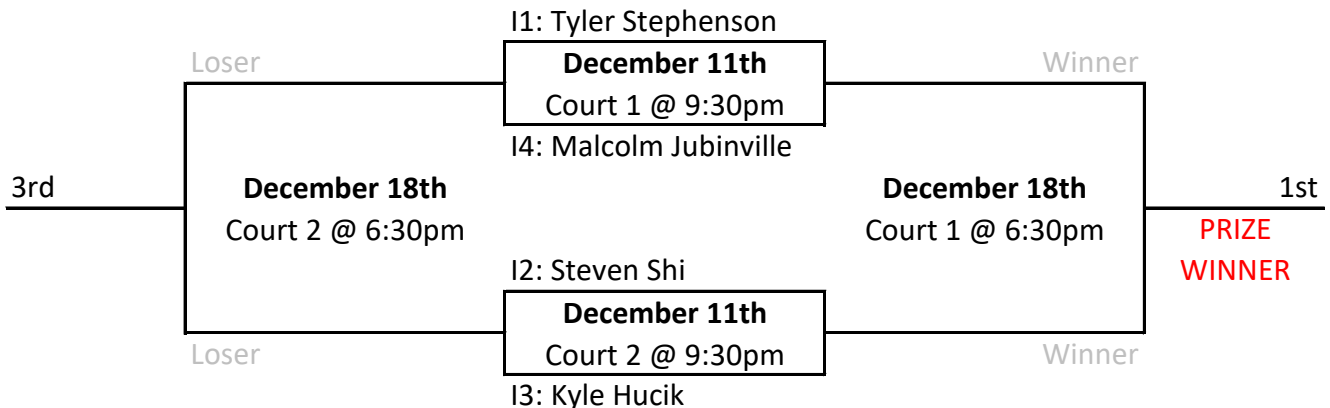 I1: Tyler Stephenson
Loser
December 11th
Winner
Court 1 @ 9:30pm
I4: Malcolm Jubinville
3rd
December 18th
December 18th
1st
Court 2 @ 6:30pm
Court 1 @ 6:30pm
PRIZE
WINNER
I2: Steven Shi
December 11th
Loser
Court 2 @ 9:30pm
Winner
I3: Kyle Hucik